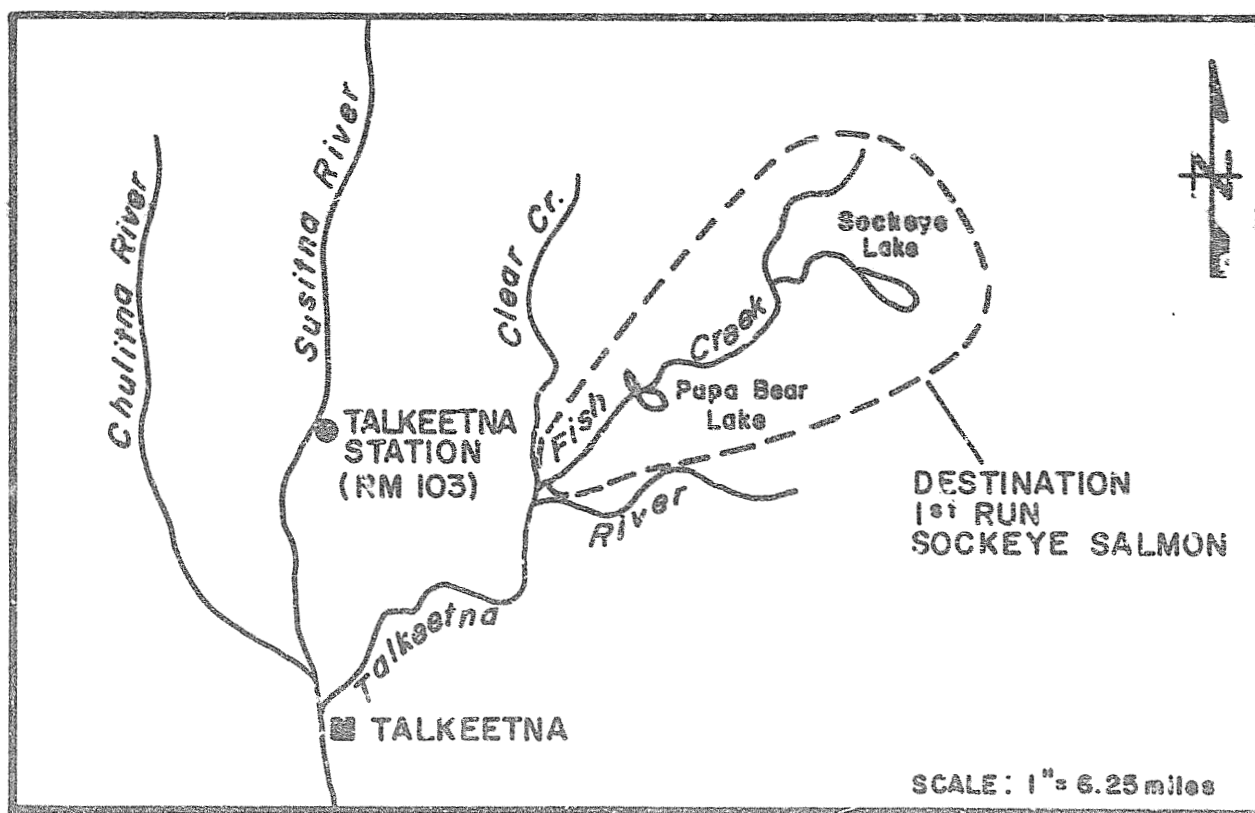 Chulitna River
Susitna River
Clear Cr.
Sockeye
Lake
Fish Creek
Papa Bear
Lake
TALKEETNA
STATION
(RM 103)
Talkeetna River
DESTINATION
1st RUN
SOCKEYE SALMON
TALKEETNA
SCALE: 1" = 6.25 miles
N